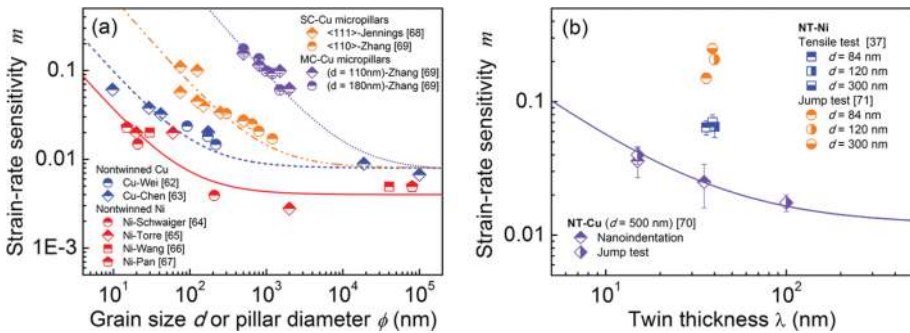 (a)
SC-Cu micropillars
<111>-Jennings [68]
<110>-Zhang [69]
MC-Cu micropillars
(d = 110nm)-Zhang [69]
(d = 180nm)-Zhang [69]
Strain-rate sensitivity m
0.1
0.01
1E-3
Nontwinned Cu
Cu-Wei [62]
Cu-Chen [63]
Nontwinned Ni
Ni-Schwaiger [64]
Ni-Torre [65]
Ni-Wang [66]
Ni-Pan [67]
10¹ 10² 10³ 10⁴ 10⁵
Grain size d or pillar diameter ϕ (nm)
(b)
NT-Ni
Tensile test [37]
d = 84 nm
d = 120 nm
d = 300 nm
Jump test [71]
d = 84 nm
d = 120 nm
d = 300 nm
Strain-rate sensitivity m
0.1
0.01
NT-Cu (d = 500 nm) [70]
Nanoindentation
Jump test
10¹ 10²
Twin thickness λ (nm)